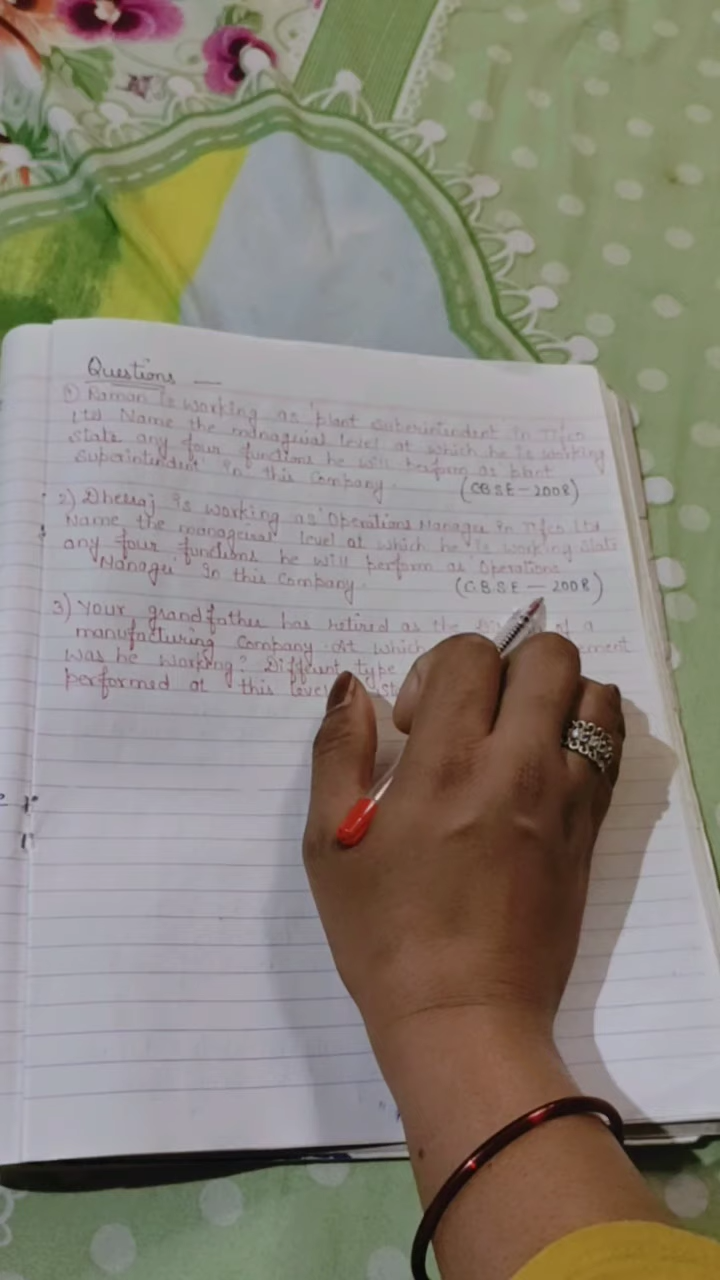 Questions —
1) Raman is working as 'plant Superintendent in Tifco
Ltd Name the managerial level at which he is working
State any four functions he will perform as plant
Superintendent in this Company.
(CBSE-2008)
2) Dheeraj is working as 'Operations Manager in Tifco Ltd
Name the managerial level at which he is working State
any four functions he will perform as Operations
Manager' in this Company.
(CBSE — 2008)
3) Your grandfather has retired as the of a
manufacturing Company. at which
was he working? Different type
performed at this level